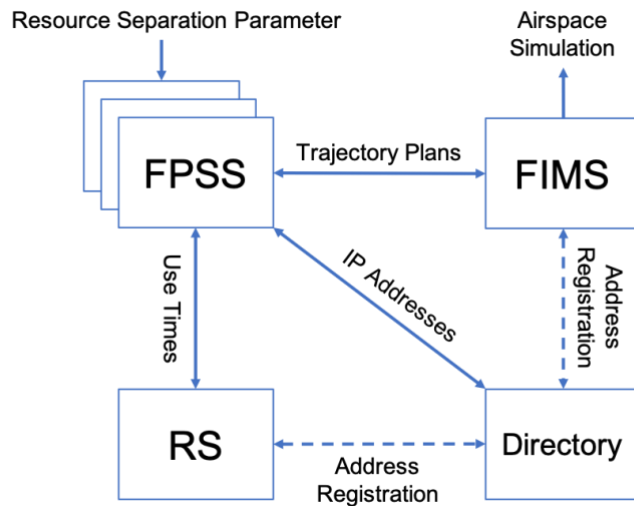 Resource Separation Parameter
Airspace
Simulation
FPSS
Trajectory Plans
FIMS
Use Times
IP Addresses
Address
Registration
RS
Address
Registration
Directory